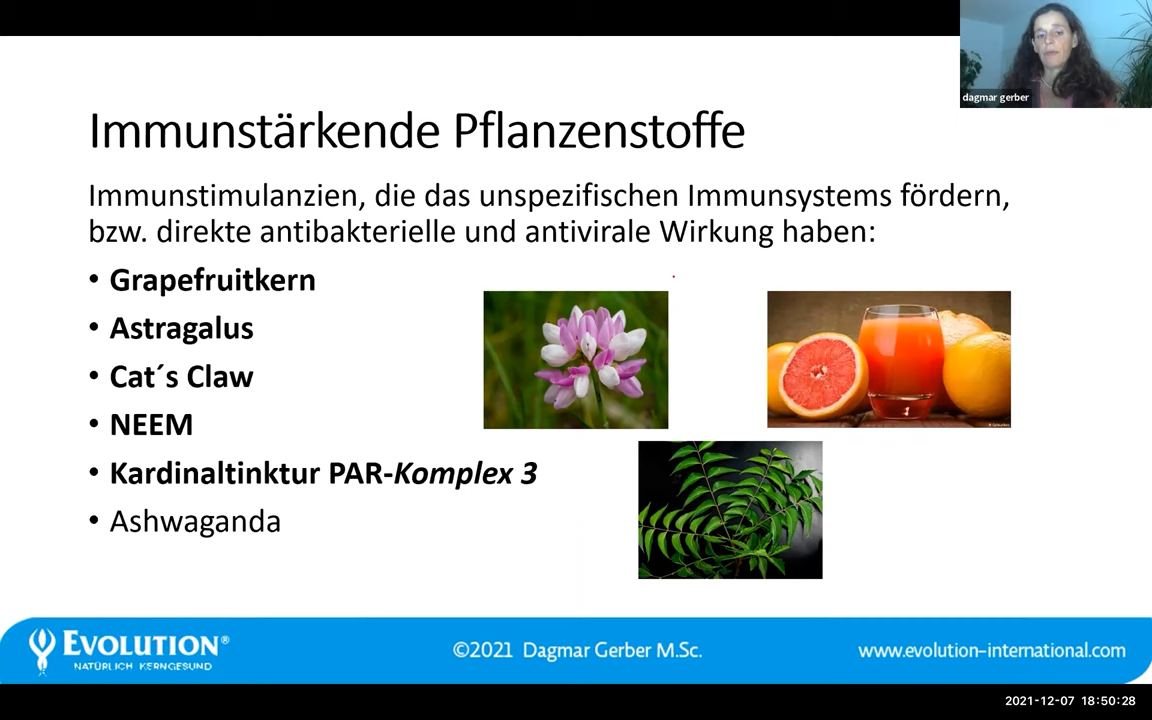 dagmar gerber
Immunstärkende Pflanzenstoffe
Immunstimulanzien, die das unspezifischen Immunsystems fördern,
bzw. direkte antibakterielle und antivirale Wirkung haben:
• Grapefruitkern
• Astragalus
• Cat´s Claw
• NEEM
• Kardinaltinktur PAR-Komplex 3
• Ashwaganda
EVOLUTION®
NATÜRLICH KERNGESUND
©2021 Dagmar Gerber M.Sc.
www.evolution-international.com
2021-12-07 18:50:28